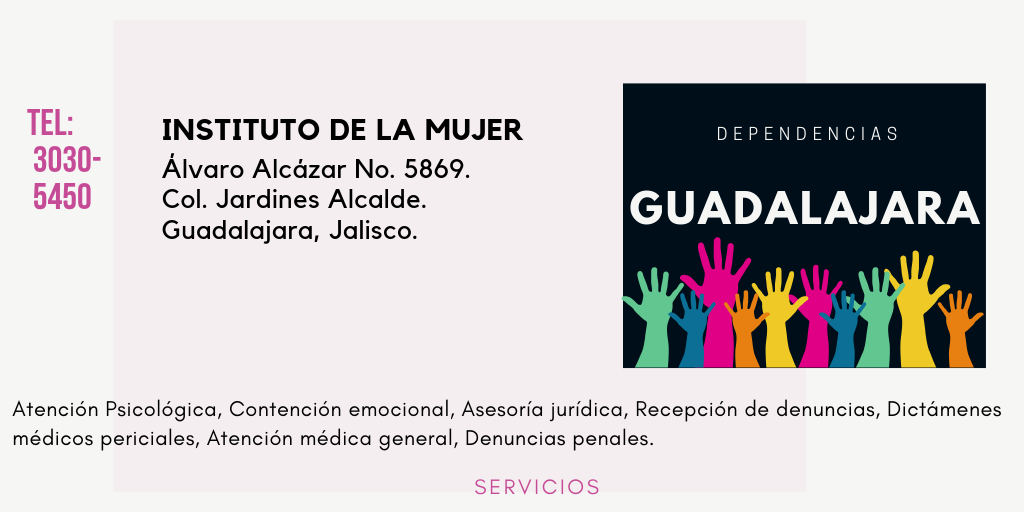 TEL:
3030-
5450
INSTITUTO DE LA MUJER
Álvaro Alcázar No. 5869.
Col. Jardines Alcalde.
Guadalajara, Jalisco.
DEPENDENCIAS
GUADALAJARA
Atención Psicológica, Contención emocional, Asesoría jurídica, Recepción de denuncias, Dictámenes
médicos periciales, Atención médica general, Denuncias penales.
SERVICIOS